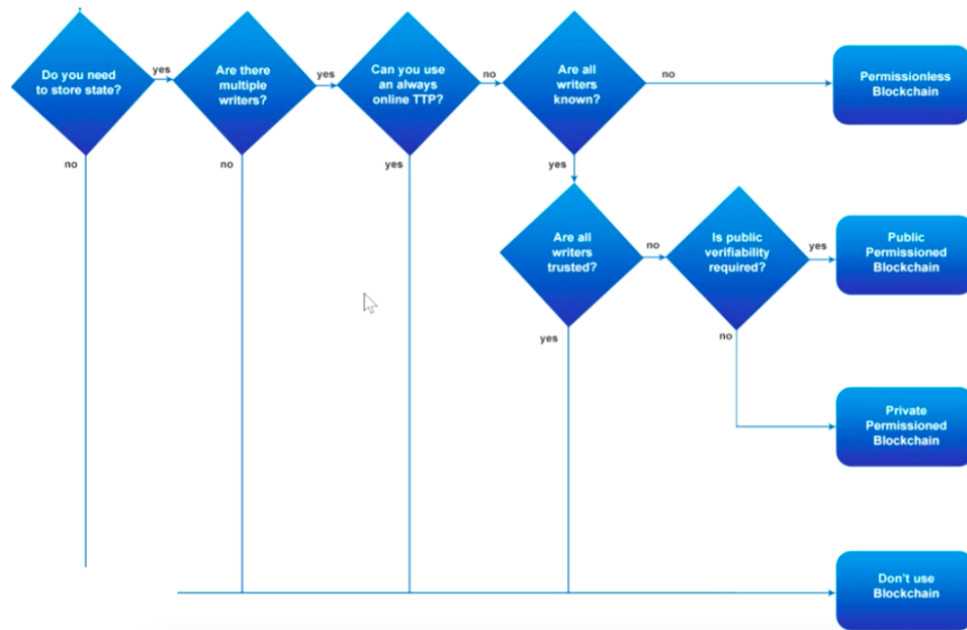 Do you need
to store state?
yes
Are there
multiple
writers?
yes
Can you use
an always
online TTP?
no
Are all
writers
known?
no
Permissionless
Blockchain
no
no
yes
yes
Are all
writers
trusted?
no
Is public
verifiability
required?
yes
Public
Permissioned
Blockchain
yes
no
Private
Permissioned
Blockchain
Don't use
Blockchain